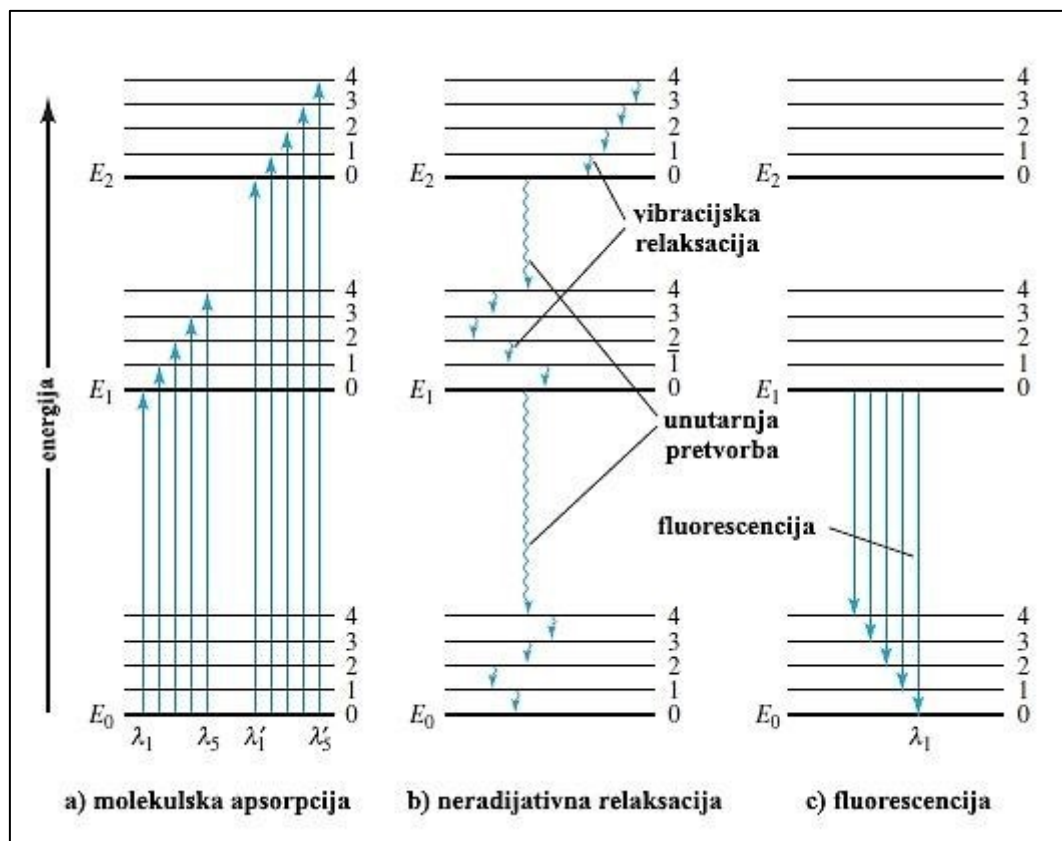 energija
4
3
2
1
E₂ 0
4
3
2
1
E₁ 0
4
3
2
1
E₀ 0
λ₁ λ₅ λ′₁ λ′₅
a) molekulska apsorpcija
4
3
2
1
E₂ 0
vibracijska
relaksacija
4
3
2
1
E₁ 0
unutarnja
pretvorba
4
3
2
1
E₀ 0
b) neradijativna relaksacija
4
3
2
1
E₂ 0
4
3
2
1
E₁ 0
fluorescencija
4
3
2
1
E₀ 0
λ₁
c) fluorescencija